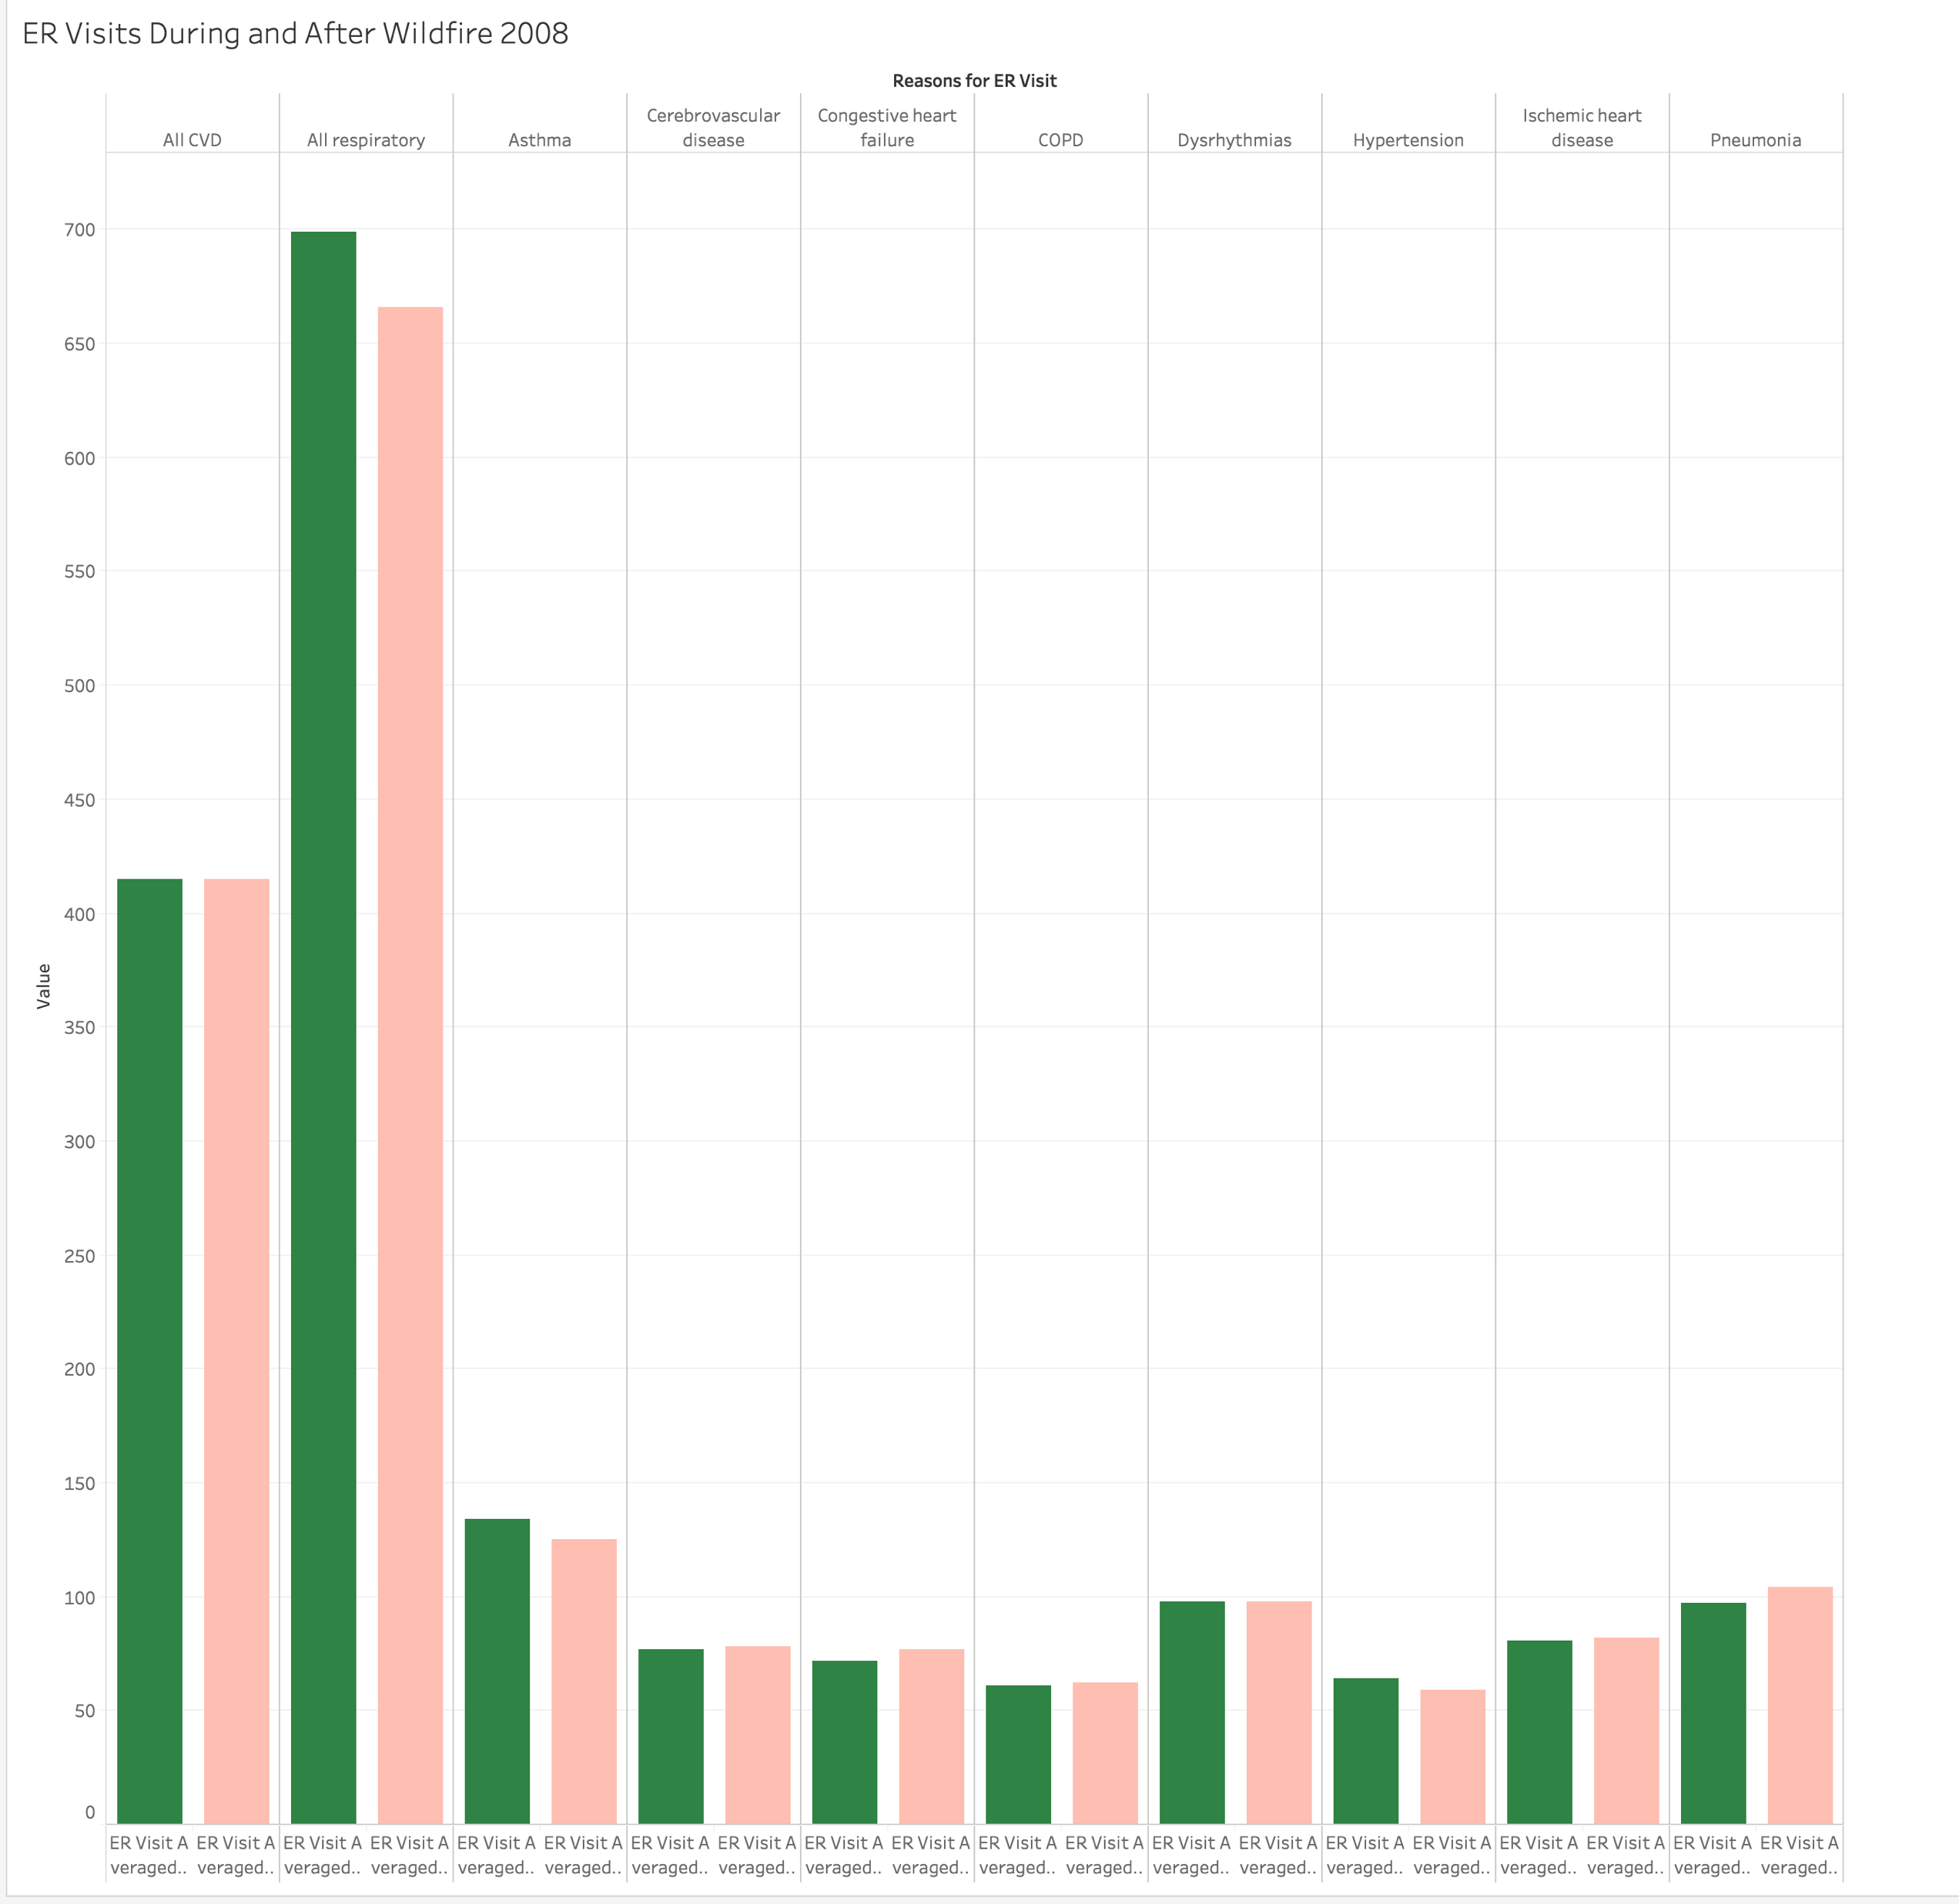 ER Visits During and After Wildfire 2008
Reasons for ER Visit
All CVD
All respiratory
Asthma
Cerebrovascular
disease
Congestive heart
failure
COPD
Dysrhythmias
Hypertension
Ischemic heart
disease
Pneumonia
700
650
600
550
500
450
400
350
300
250
200
150
100
50
0
Value
ER Visit A
veraged..
ER Visit A
veraged..
ER Visit A
veraged..
ER Visit A
veraged..
ER Visit A
veraged..
ER Visit A
veraged..
ER Visit A
veraged..
ER Visit A
veraged..
ER Visit A
veraged..
ER Visit A
veraged..
ER Visit A
veraged..
ER Visit A
veraged..
ER Visit A
veraged..
ER Visit A
veraged..
ER Visit A
veraged..
ER Visit A
veraged..
ER Visit A
veraged..
ER Visit A
veraged..
ER Visit A
veraged..
ER Visit A
veraged..